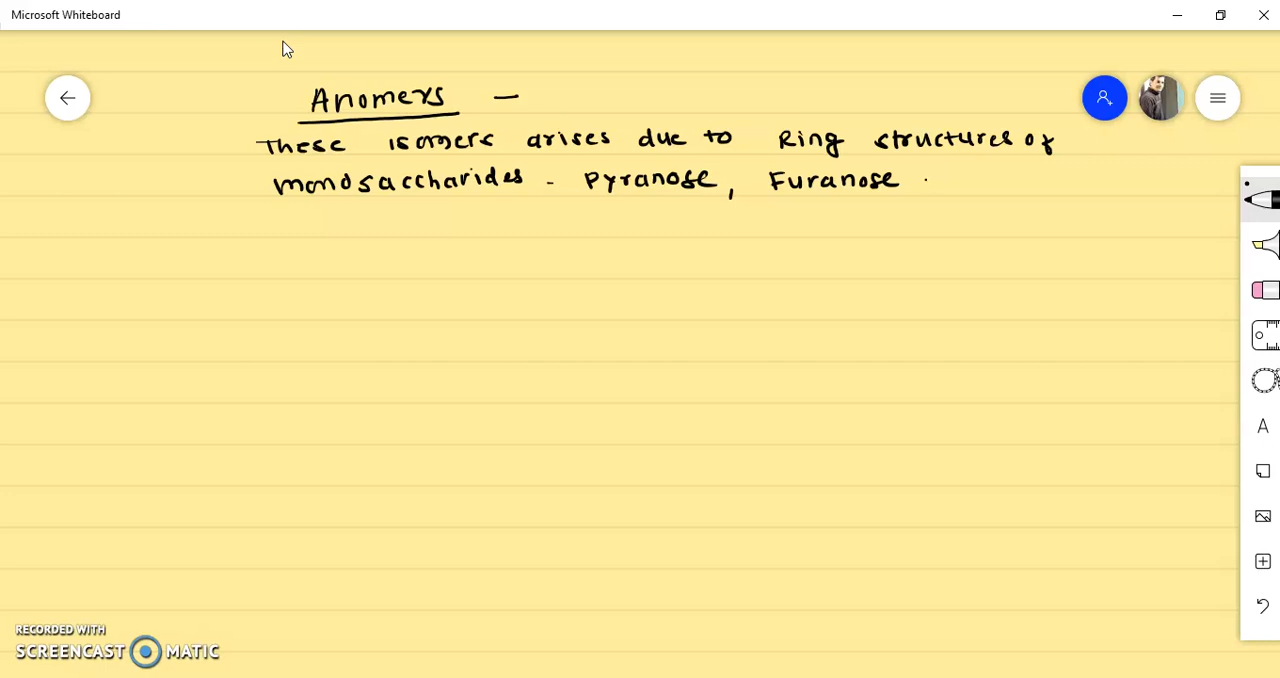 Microsoft Whiteboard
Anomers -
These isomers arises due to Ring structures of
monosaccharides - Pyranose, Furanose .
A
RECORDED WITH
SCREENCAST MATIC